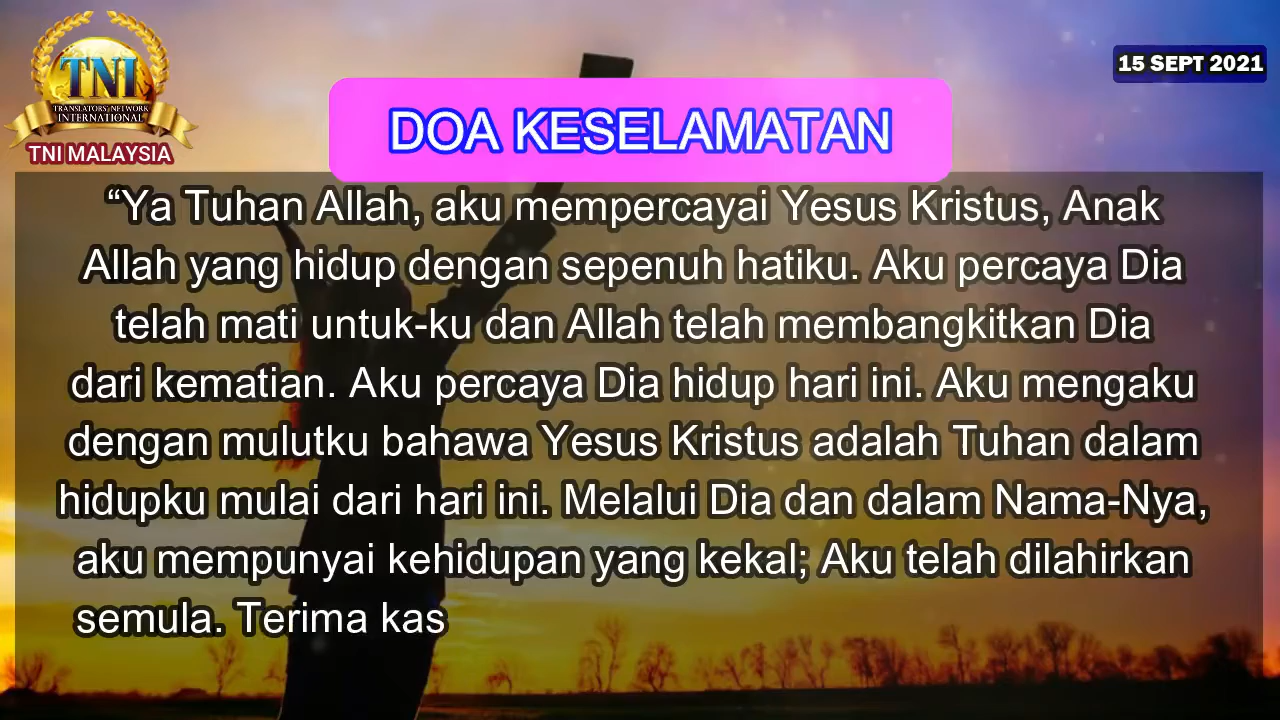 TNI
TRANSLATORS' NETWORK
INTERNATIONAL
TNI MALAYSIA
15 SEPT 2021
DOA KESELAMATAN
“Ya Tuhan Allah, aku mempercayai Yesus Kristus, Anak
Allah yang hidup dengan sepenuh hatiku. Aku percaya Dia
telah mati untuk-ku dan Allah telah membangkitkan Dia
dari kematian. Aku percaya Dia hidup hari ini. Aku mengaku
dengan mulutku bahawa Yesus Kristus adalah Tuhan dalam
hidupku mulai dari hari ini. Melalui Dia dan dalam Nama-Nya,
aku mempunyai kehidupan yang kekal; Aku telah dilahirkan
semula. Terima kas